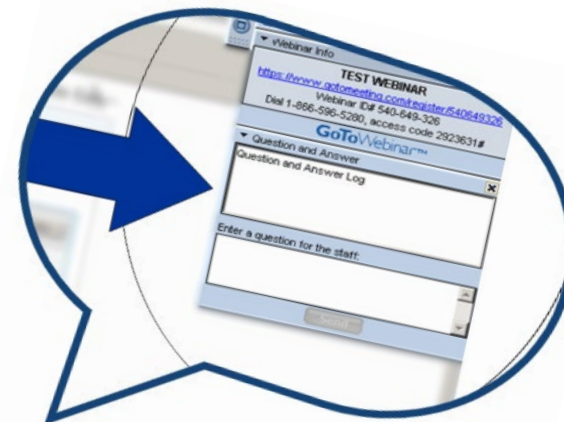 Webinar Info
TEST WEBINAR
https://www.gotomeeting.com/register/540649326
Webinar ID# 540-649-326
Dial 1-866-596-5280, access code 2923631#
GoToWebinar™
Question and Answer
Question and Answer Log
Enter a question for the staff:
Send